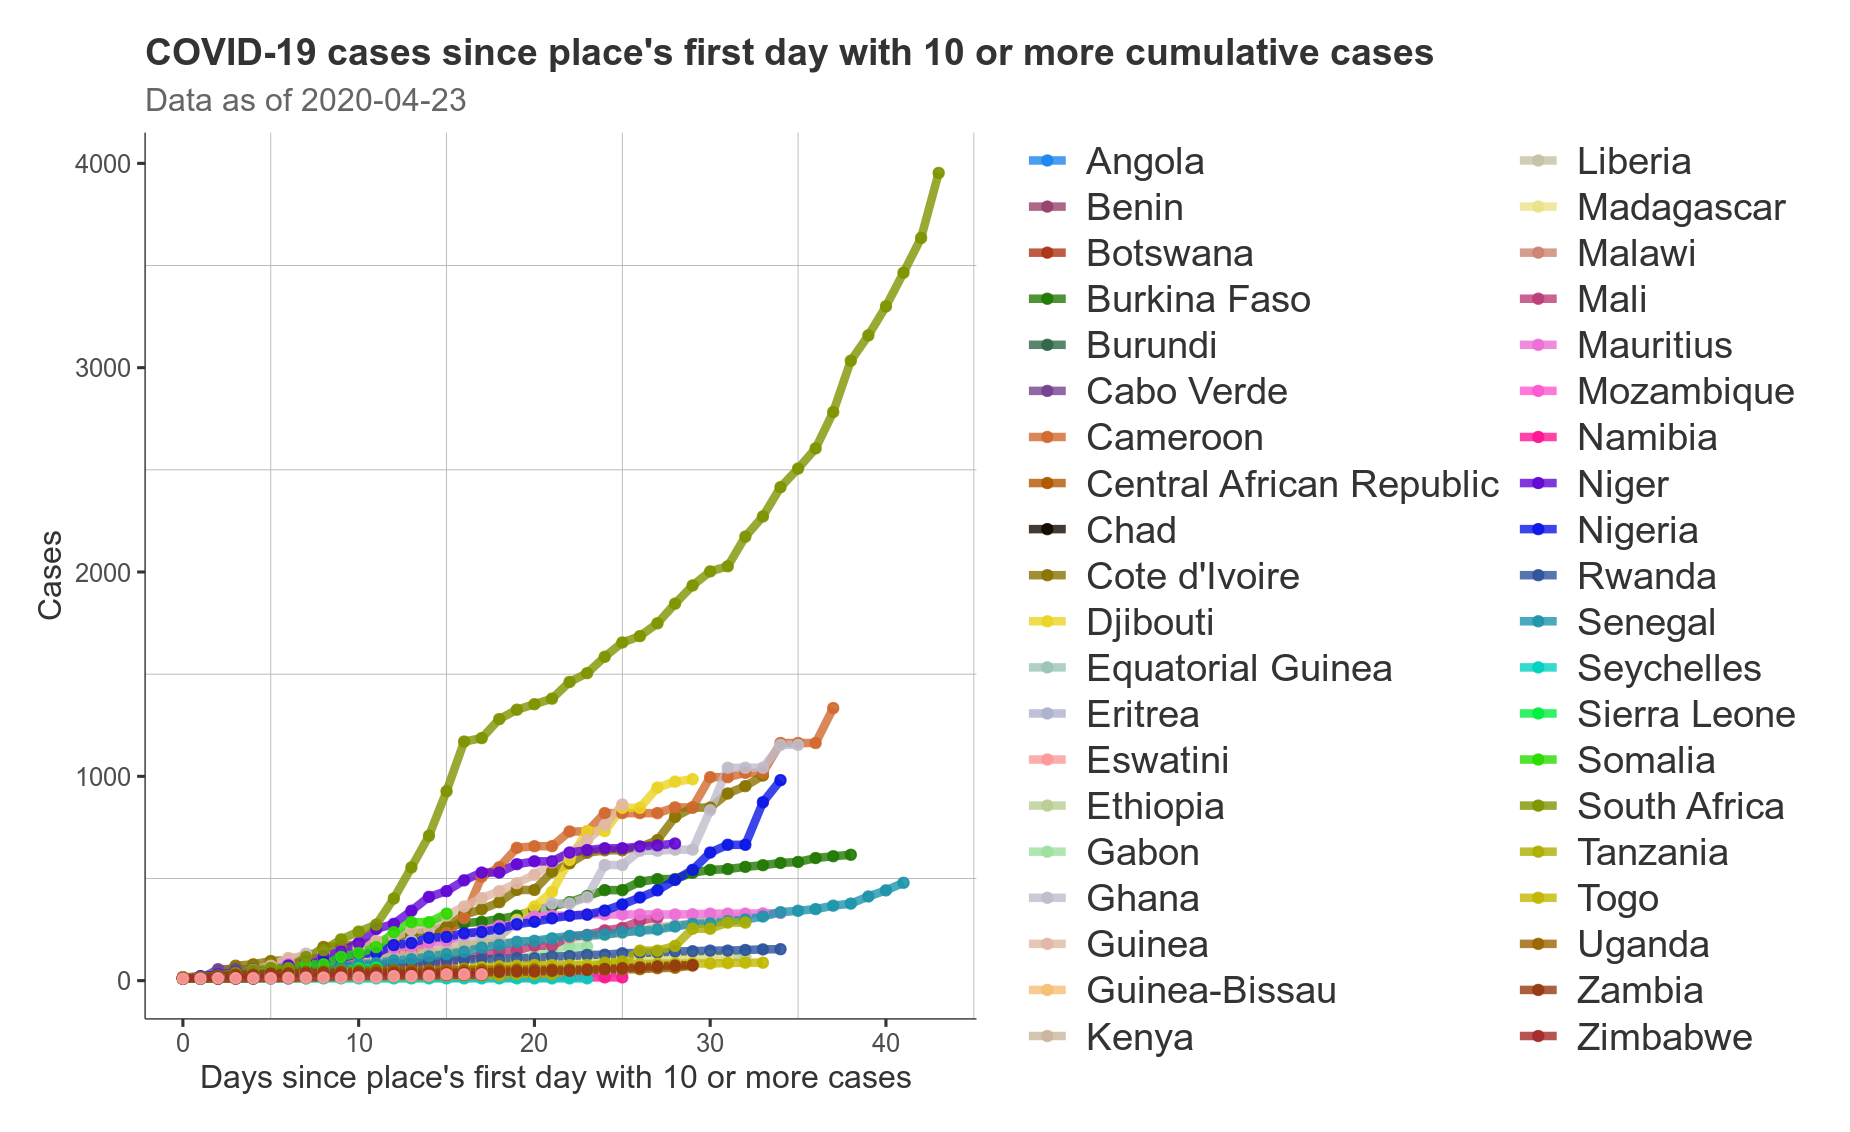 COVID-19 cases since place's first day with 10 or more cumulative cases
Data as of 2020-04-23
4000
3000
2000
1000
0
Cases
0 10 20 30 40
Days since place's first day with 10 or more cases
Angola
Benin
Botswana
Burkina Faso
Burundi
Cabo Verde
Cameroon
Central African Republic
Chad
Cote d'Ivoire
Djibouti
Equatorial Guinea
Eritrea
Eswatini
Ethiopia
Gabon
Ghana
Guinea
Guinea-Bissau
Kenya
Liberia
Madagascar
Malawi
Mali
Mauritius
Mozambique
Namibia
Niger
Nigeria
Rwanda
Senegal
Seychelles
Sierra Leone
Somalia
South Africa
Tanzania
Togo
Uganda
Zambia
Zimbabwe